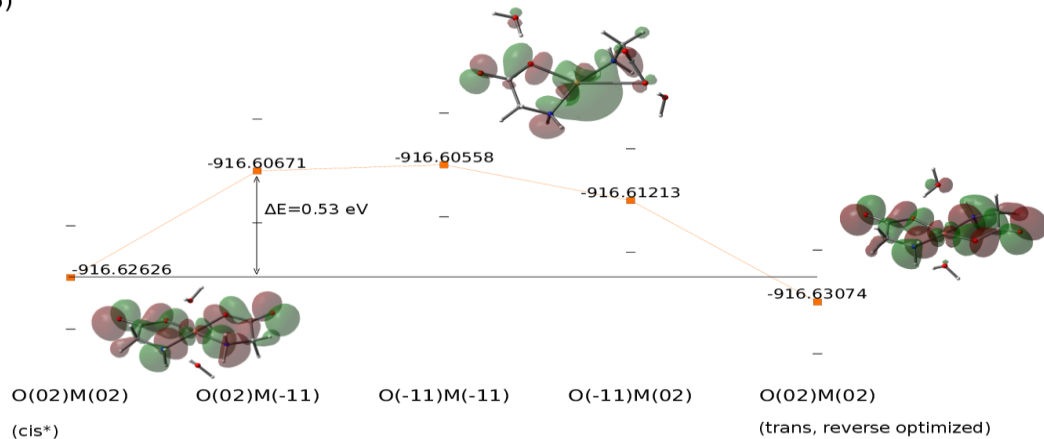 -916.60671
-916.60558
-916.61213
ΔE=0.53 eV
-916.62626
-916.63074
O(02)M(02) O(02)M(-11) O(-11)M(-11) O(-11)M(02) O(02)M(02)
(cis*) (trans, reverse optimized)